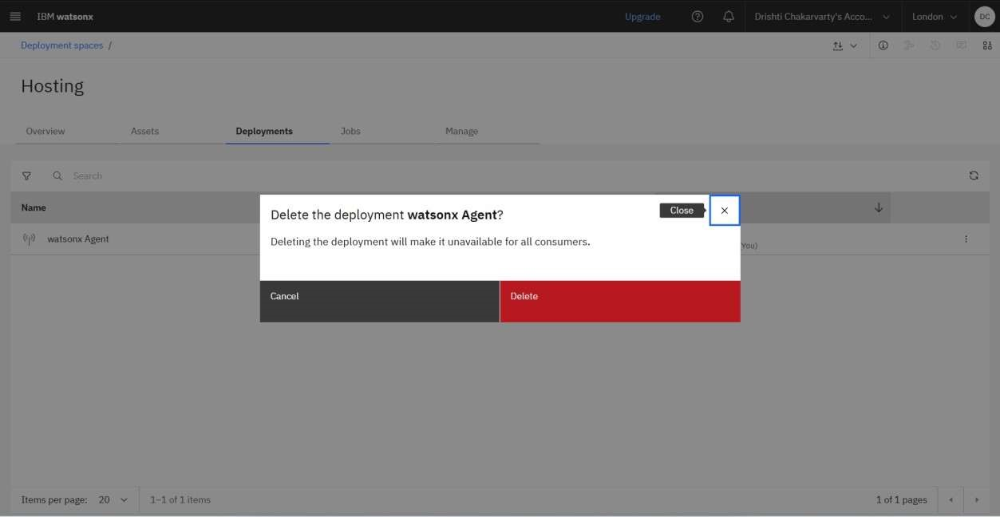 IBM watsonx Upgrade Drishti Chakarvarty's Acco... London DC
Deployment spaces /
Hosting
Overview Assets Deployments Jobs Manage
Search
Name
watsonx Agent
Delete the deployment watsonx Agent?
Close
Deleting the deployment will make it unavailable for all consumers.
(You)
Cancel Delete
Items per page: 20 1–1 of 1 items 1 of 1 pages